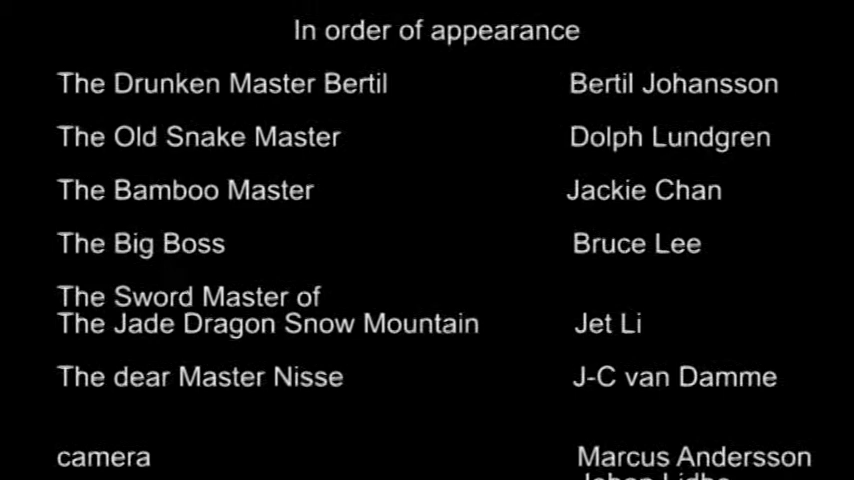 In order of appearance
The Drunken Master Bertil Bertil Johansson
The Old Snake Master Dolph Lundgren
The Bamboo Master Jackie Chan
The Big Boss Bruce Lee
The Sword Master of
The Jade Dragon Snow Mountain Jet Li
The dear Master Nisse J-C van Damme
camera Marcus Andersson